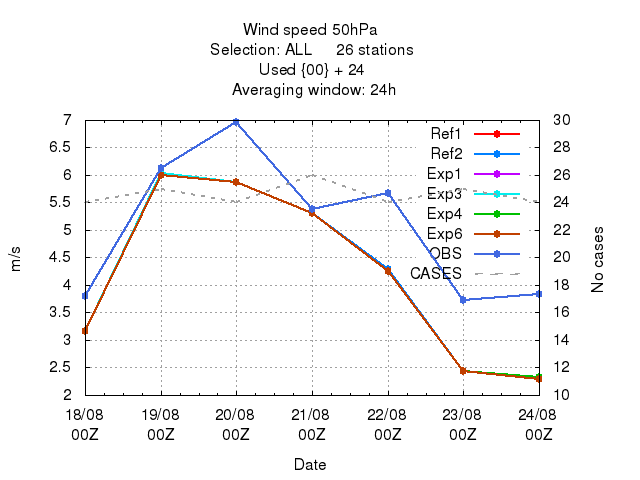 Wind speed 50hPa
Selection: ALL 26 stations
Used {00} + 24
Averaging window: 24h
7 30
6.5 28
6 26
5.5 24
5 22
4.5 20
4 18
3.5 16
3 14
2.5 12
2 10
m/s
No cases
Ref1
Ref2
Exp1
Exp3
Exp4
Exp6
OBS
CASES
18/08 19/08 20/08 21/08 22/08 23/08 24/08
00Z 00Z 00Z 00Z 00Z 00Z 00Z
Date